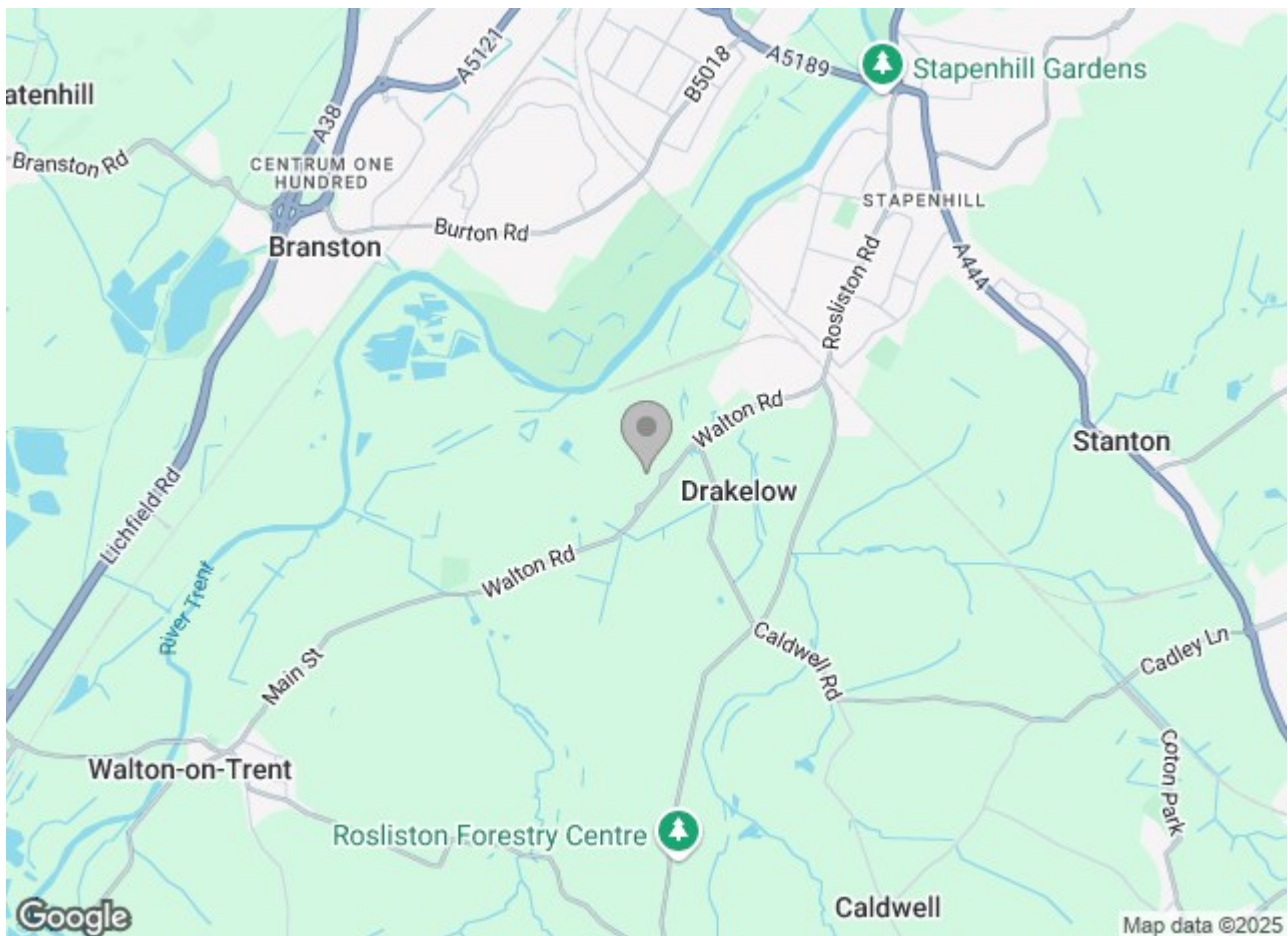 A5121
A5189
Stapenhill Gardens
B5018
atenhill
A38
Branston Rd
CENTRUM ONE
HUNDRED
STAPENHILL
Burton Rd
Branston
Rosliston Rd
A444
Walton Rd
Stanton
Drakelow
Lichfield Rd
Walton Rd
River Trent
Caldwell Rd
Cadley Ln
Main St
Walton-on-Trent
Coton Park
Rosliston Forestry Centre
Caldwell
Google
Map data ©2025